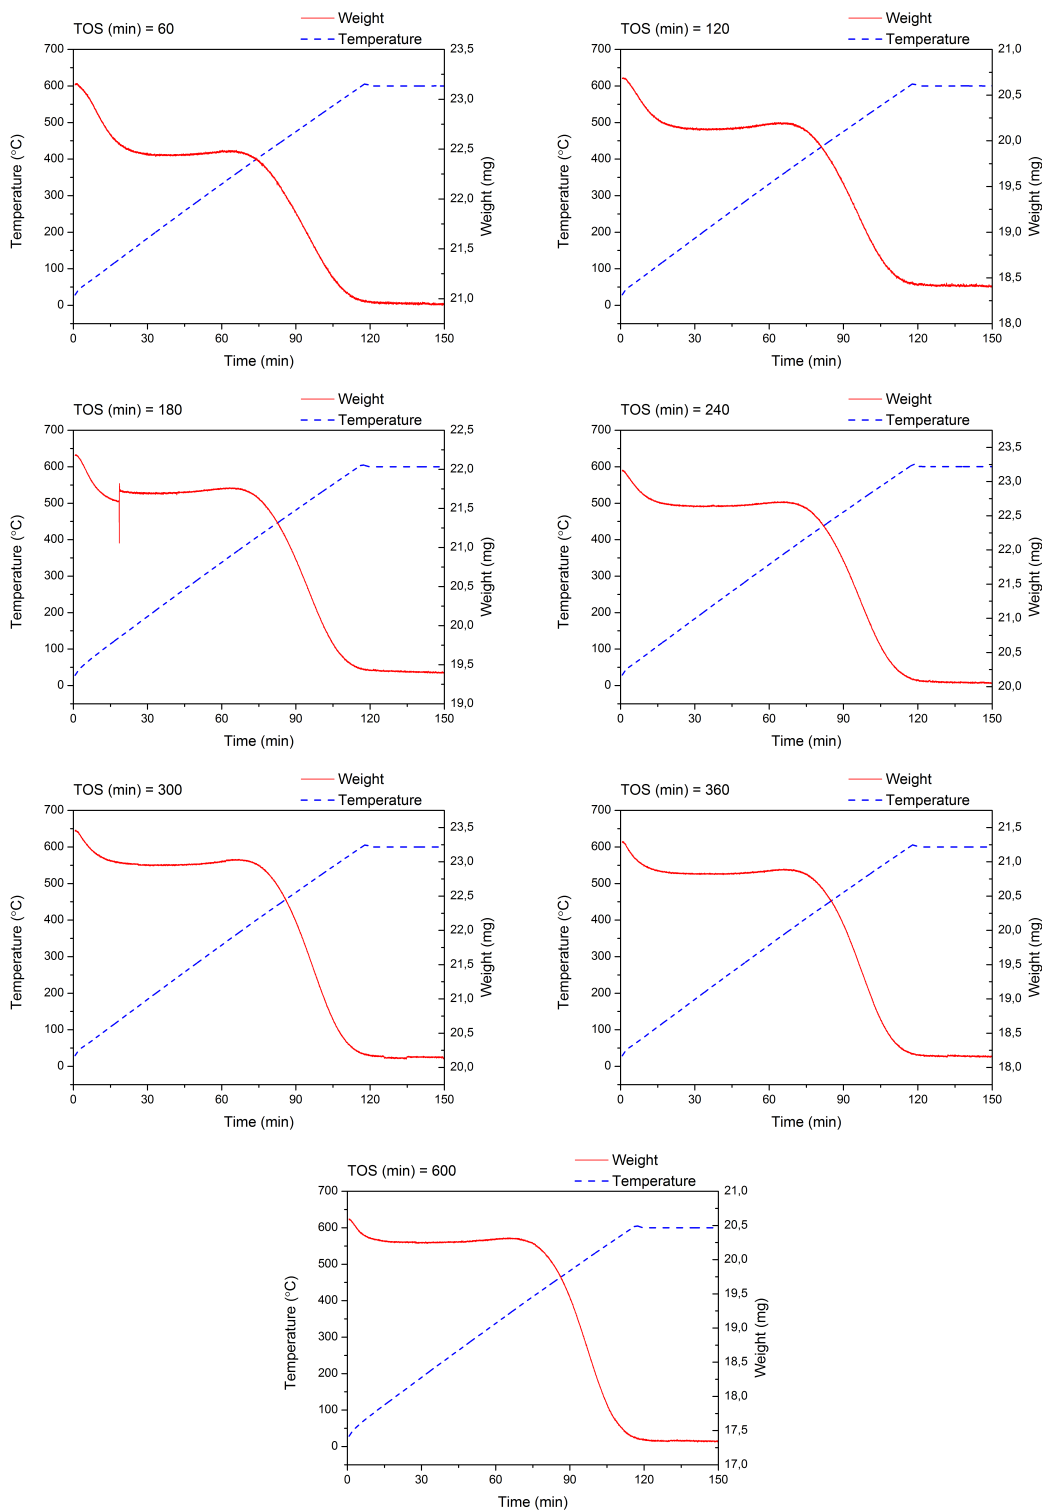 TOS (min) = 60
Weight
Temperature
700
600
500
400
300
200
100
0
Temperature (°C)
23,5
23,0
22,5
22,0
21,5
21,0
Weight (mg)
0 30 60 90 120 150
Time (min)
TOS (min) = 120
Weight
Temperature
700
600
500
400
300
200
100
0
Temperature (°C)
21,0
20,5
20,0
19,5
19,0
18,5
18,0
Weight (mg)
0 30 60 90 120 150
Time (min)
TOS (min) = 180
Weight
Temperature
700
600
500
400
300
200
100
0
Temperature (°C)
22,5
22,0
21,5
21,0
20,5
20,0
19,5
19,0
Weight (mg)
0 30 60 90 120 150
Time (min)
TOS (min) = 240
Weight
Temperature
700
600
500
400
300
200
100
0
Temperature (°C)
23,5
23,0
22,5
22,0
21,5
21,0
20,5
20,0
Weight (mg)
0 30 60 90 120 150
Time (min)
TOS (min) = 300
Weight
Temperature
700
600
500
400
300
200
100
0
Temperature (°C)
23,5
23,0
22,5
22,0
21,5
21,0
20,5
20,0
Weight (mg)
0 30 60 90 120 150
Time (min)
TOS (min) = 360
Weight
Temperature
700
600
500
400
300
200
100
0
Temperature (°C)
21,5
21,0
20,5
20,0
19,5
19,0
18,5
18,0
Weight (mg)
0 30 60 90 120 150
Time (min)
TOS (min) = 600
Weight
Temperature
700
600
500
400
300
200
100
0
Temperature (°C)
21,0
20,5
20,0
19,5
19,0
18,5
18,0
17,5
17,0
Weight (mg)
0 30 60 90 120 150
Time (min)